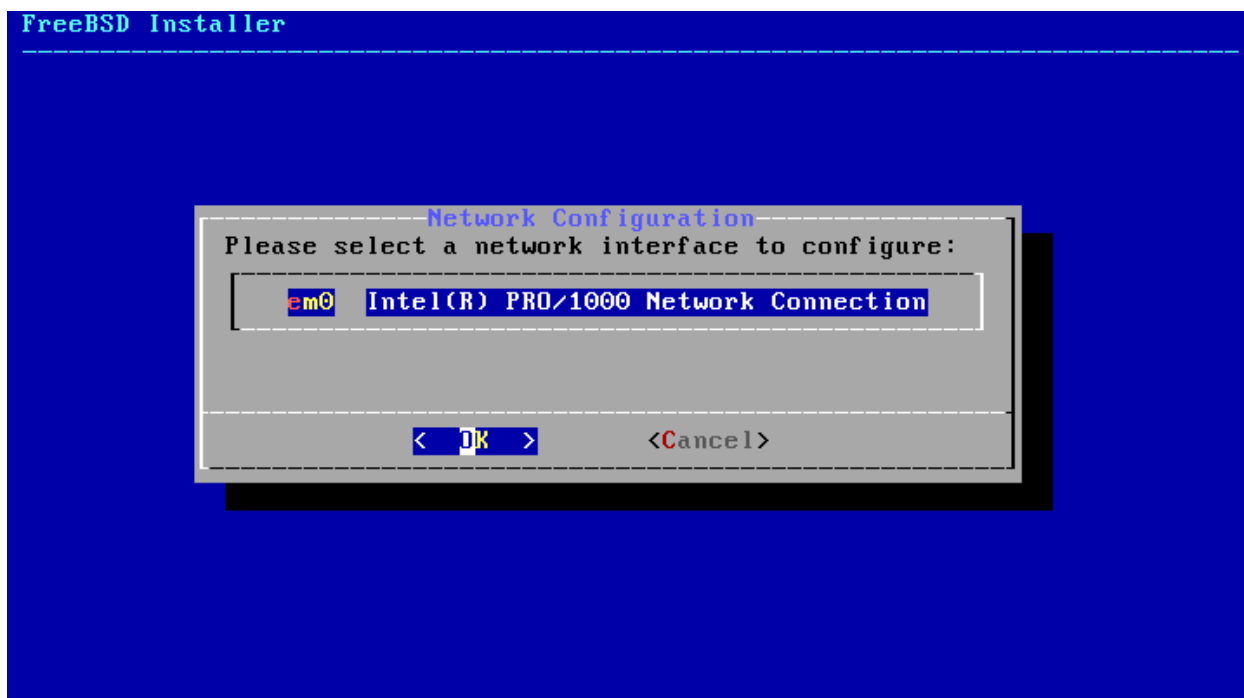 FreeBSD Installer
Network Configuration
Please select a network interface to configure:
em0 Intel(R) PRO/1000 Network Connection
< OK > <Cancel>